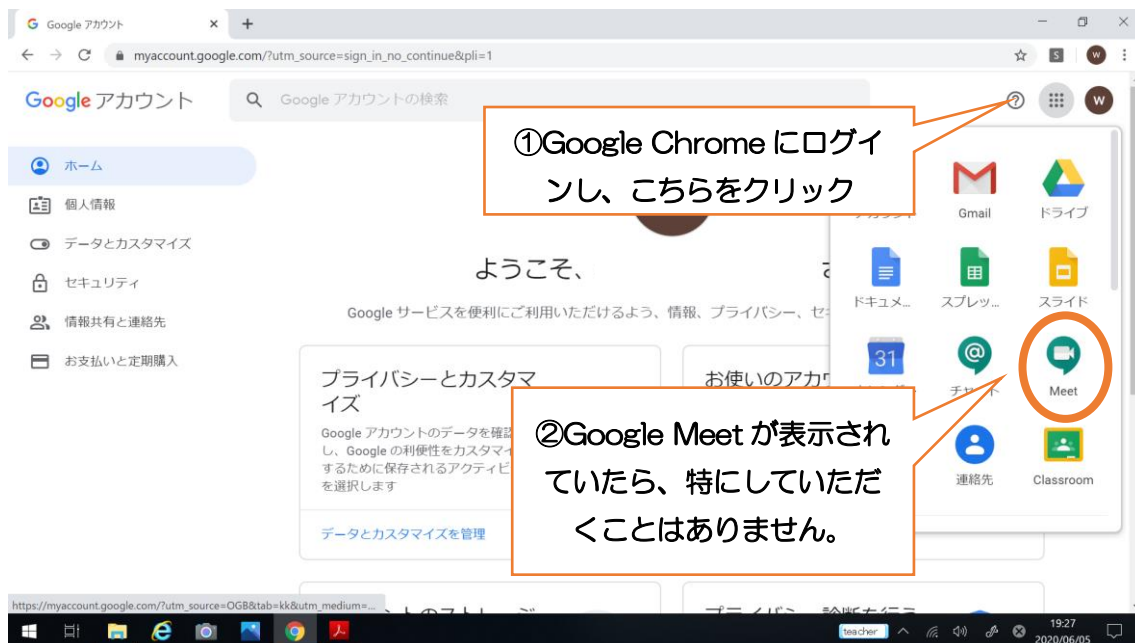 Google アカウント
myaccount.google.com/?utm_source=sign_in_no_continue&pli=1
S
W
Google アカウント
Google アカウントの検索
W
①Google Chrome にログイ
ンし、こちらをクリック
ホーム
個人情報
データとカスタマイズ
セキュリティ
情報共有と連絡先
お支払いと定期購入
Gmail
ドライブ
ドキュメ...
スプレッ...
スライド
31
Meet
連絡先
Classroom
ようこそ、
Google サービスを便利にご利用いただけるよう、情報、プライバシー、セ
プライバシーとカスタマ
イズ
Google アカウントのデータを確認
し、Google の利便性をカスタマイ
するために保存されるアクティビ
を選択します
データとカスタマイズを管理
お使いのアカウ
②Google Meet が表示され
ていたら、特にしていただ
くことはありません。
https://myaccount.google.com/?utm_source=OGB&tab=kk&utm_medium=...
teacher
19:27
2020/06/05